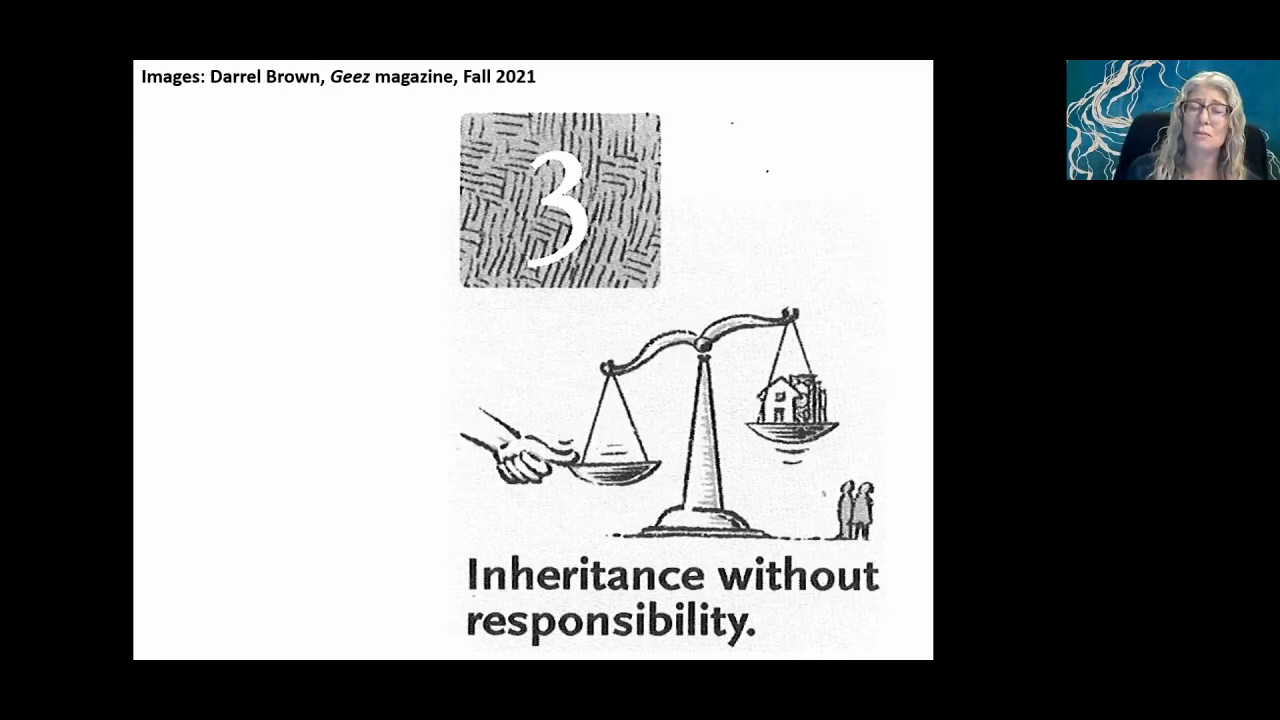 Images: Darrel Brown, Geez magazine, Fall 2021
3
Inheritance without
responsibility.